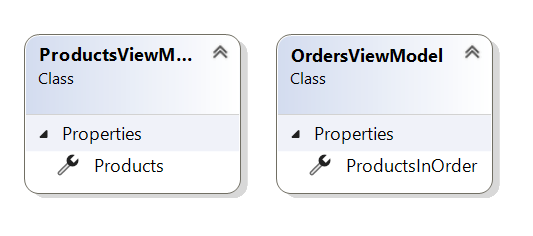 ProductsViewM...
Class
Properties
Products
OrdersViewModel
Class
Properties
ProductsInOrder